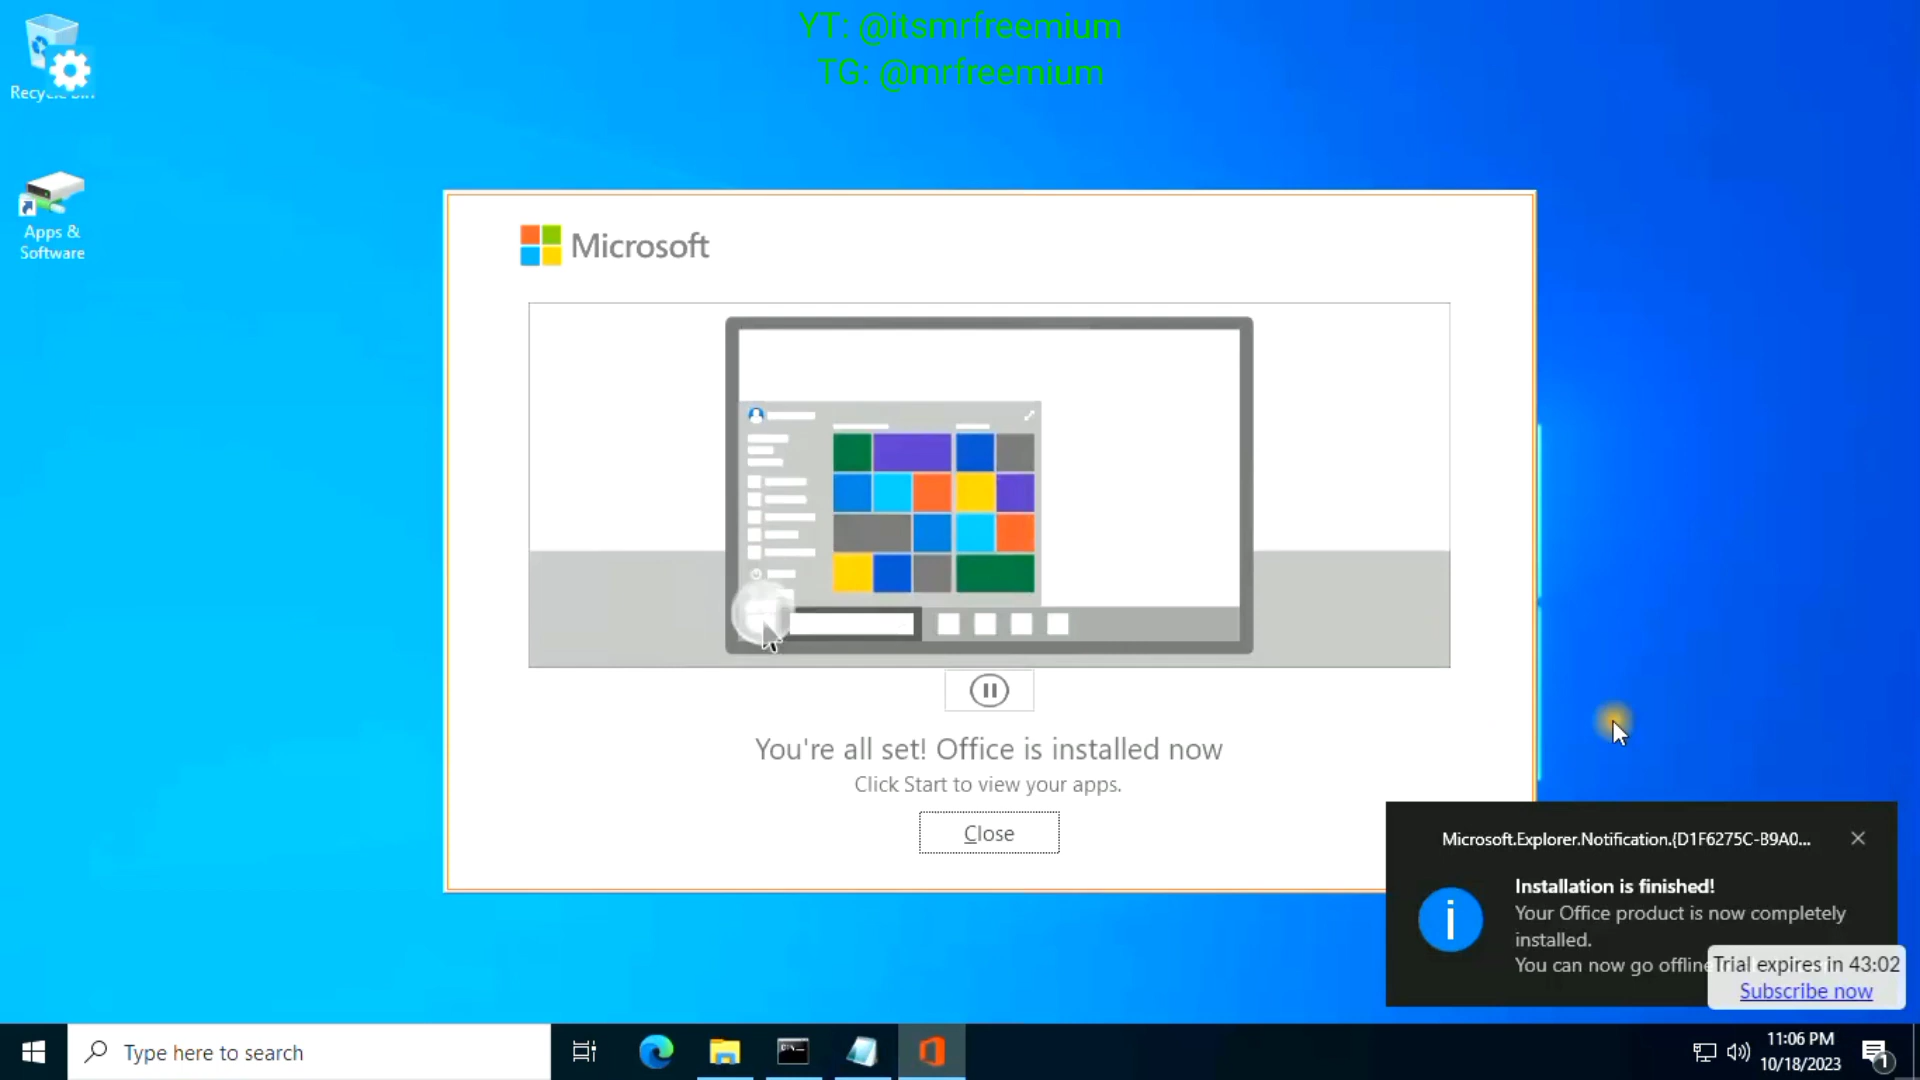 YT: @itsmrfreemium
TG: @mrfreemium
Apps &
Software
Microsoft
You're all set! Office is installed now
Click Start to view your apps.
Close
Microsoft.Explorer.Notification.{D1F6275C-B9A0...
Installation is finished!
Your Office product is now completely
installed.
You can now go offline
Trial expires in 43:02
Subscribe now
Type here to search
11:06 PM
10/18/2023
1